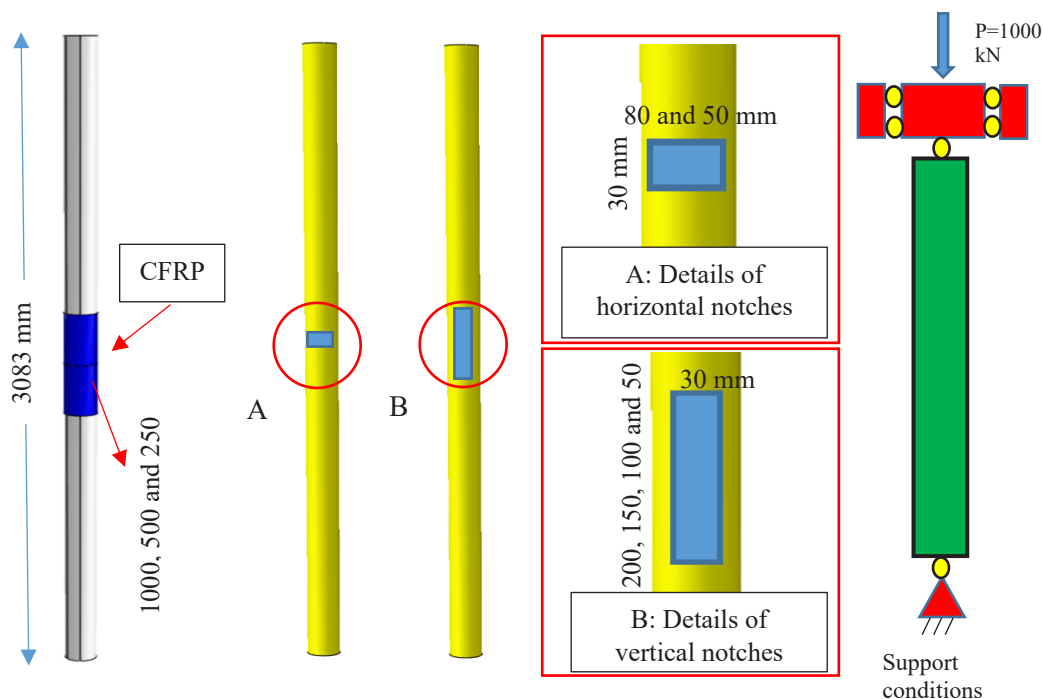 3083 mm
CFRP
1000, 500 and 250
A
B
80 and 50 mm
30 mm
A: Details of
horizontal notches
30 mm
200, 150, 100 and 50
B: Details of
vertical notches
P=1000
kN
Support
conditions